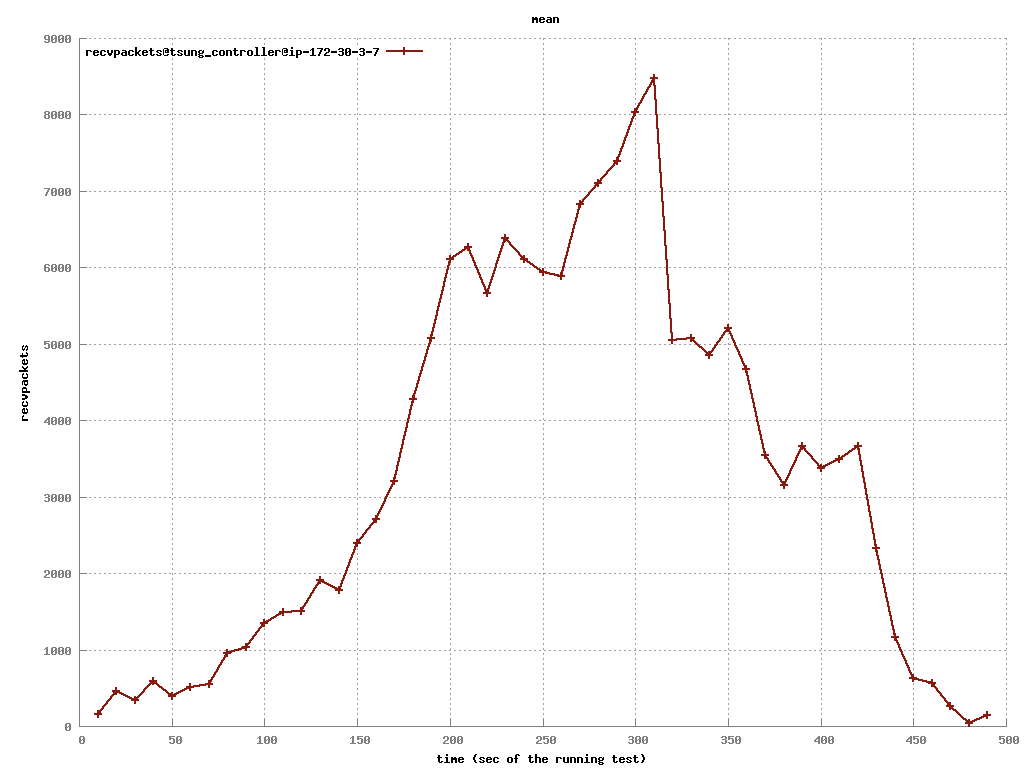 mean
recvpackets@tsung_controller@ip-172-30-3-7
9000
8000
7000
6000
5000
4000
3000
2000
1000
0
recvpackets
0 50 100 150 200 250 300 350 400 450 500
time (sec of the running test)